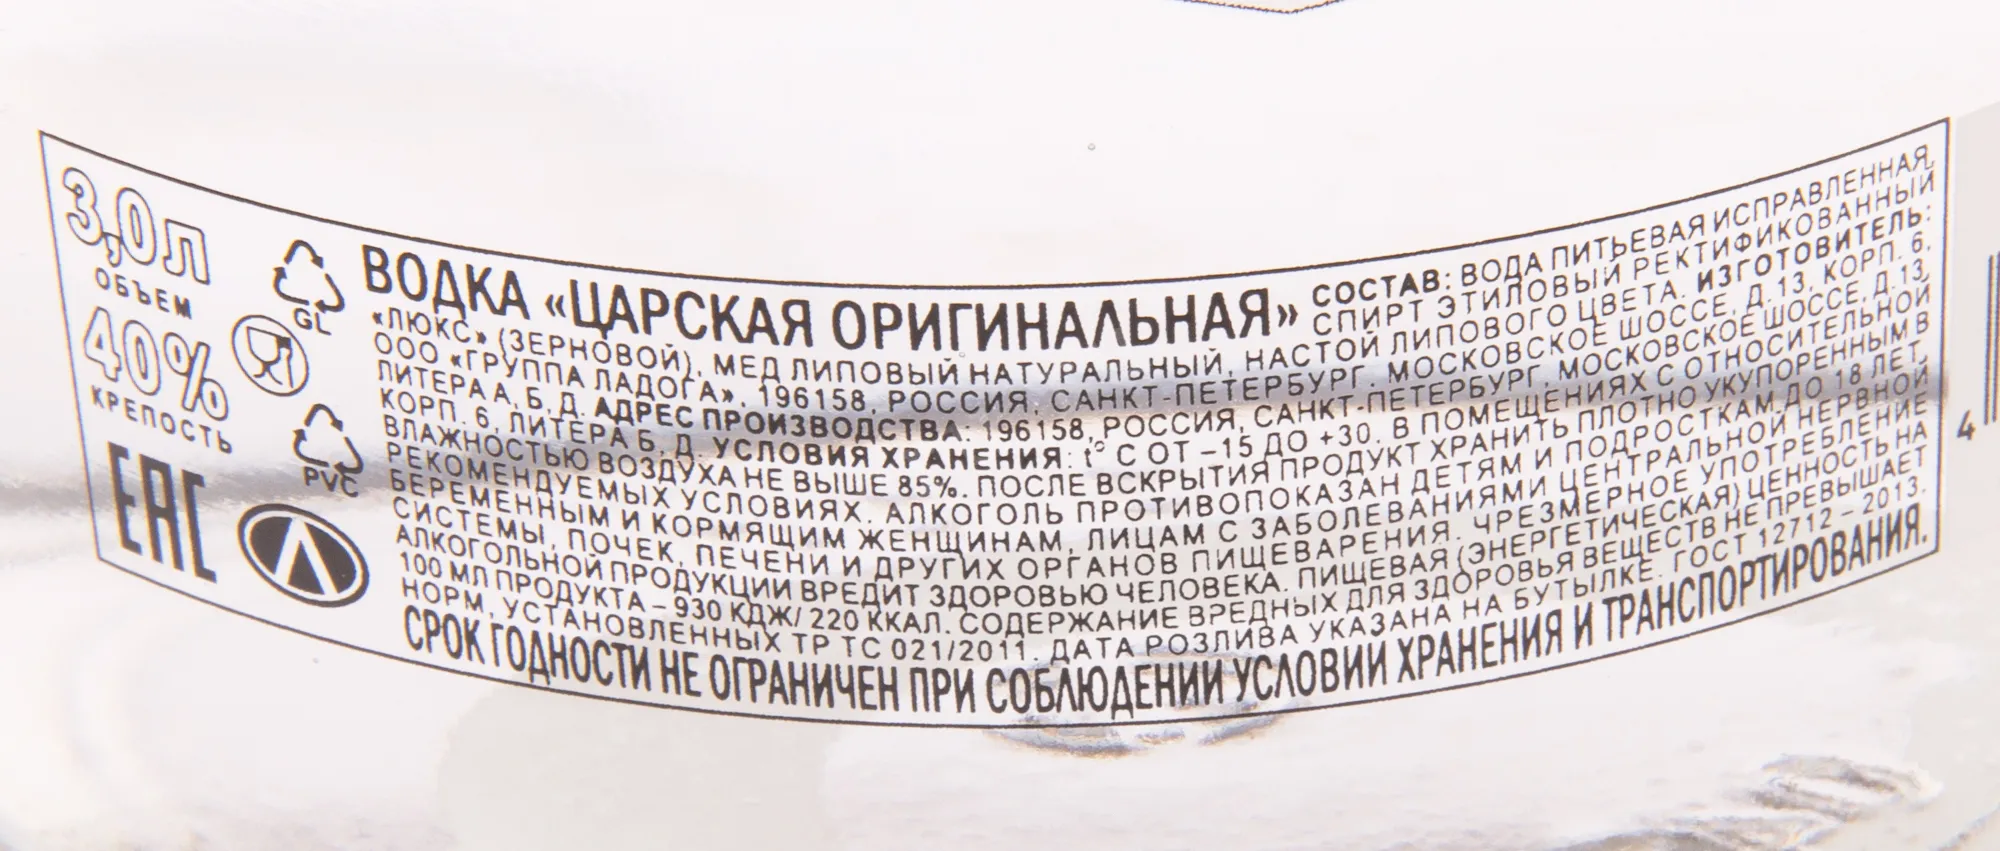 3,0л
ОБЪЕМ
40%
КРЕПОСТЬ
EAC
GL
PVC
ВОДКА «ЦАРСКАЯ ОРИГИНАЛЬНАЯ» СОСТАВ: ВОДА ПИТЬЕВАЯ ИСПРАВЛЕННАЯ,
СПИРТ ЭТИЛОВЫЙ РЕКТИФИКОВАННЫЙ
«ЛЮКС» (ЗЕРНОВОЙ), МЕД ЛИПОВЫЙ НАТУРАЛЬНЫЙ, НАСТОЙ ЛИПОВОГО ЦВЕТА. ИЗГОТОВИТЕЛЬ:
ООО «ГРУППА ЛАДОГА», 196158, РОССИЯ, САНКТ-ПЕТЕРБУРГ, МОСКОВСКОЕ ШОССЕ, Д.13, КОРП. 6,
ЛИТЕРА А, Б, Д. АДРЕС ПРОИЗВОДСТВА: 196158, РОССИЯ, САНКТ-ПЕТЕРБУРГ, МОСКОВСКОЕ ШОССЕ, Д.13,
КОРП. 6, ЛИТЕРА Б, Д. УСЛОВИЯ ХРАНЕНИЯ: t° С ОТ –15 ДО +30, В ПОМЕЩЕНИЯХ С ОТНОСИТЕЛЬНОЙ
ВЛАЖНОСТЬЮ ВОЗДУХА НЕ ВЫШЕ 85%. ПОСЛЕ ВСКРЫТИЯ ПРОДУКТ ХРАНИТЬ ПЛОТНО УКУПОРЕННЫМ В
РЕКОМЕНДУЕМЫХ УСЛОВИЯХ. АЛКОГОЛЬ ПРОТИВОПОКАЗАН ДЕТЯМ И ПОДРОСТКАМ ДО 18 ЛЕТ,
БЕРЕМЕННЫМ И КОРМЯЩИМ ЖЕНЩИНАМ, ЛИЦАМ С ЗАБОЛЕВАНИЯМИ ЦЕНТРАЛЬНОЙ НЕРВНОЙ
СИСТЕМЫ, ПОЧЕК, ПЕЧЕНИ И ДРУГИХ ОРГАНОВ ПИЩЕВАРЕНИЯ. ЧРЕЗМЕРНОЕ УПОТРЕБЛЕНИЕ
АЛКОГОЛЬНОЙ ПРОДУКЦИИ ВРЕДИТ ЗДОРОВЬЮ ЧЕЛОВЕКА. ПИЩЕВАЯ (ЭНЕРГЕТИЧЕСКАЯ) ЦЕННОСТЬ НА
100 МЛ ПРОДУКТА – 930 КДЖ/ 220 ККАЛ. СОДЕРЖАНИЕ ВРЕДНЫХ ДЛЯ ЗДОРОВЬЯ ВЕЩЕСТВ НЕ ПРЕВЫШАЕТ
НОРМ, УСТАНОВЛЕННЫХ ТР ТС 021/2011. ДАТА РОЗЛИВА УКАЗАНА НА БУТЫЛКЕ. ГОСТ 12712 – 2013.
СРОК ГОДНОСТИ НЕ ОГРАНИЧЕН ПРИ СОБЛЮДЕНИИ УСЛОВИЙ ХРАНЕНИЯ И ТРАНСПОРТИРОВАНИЯ.
4